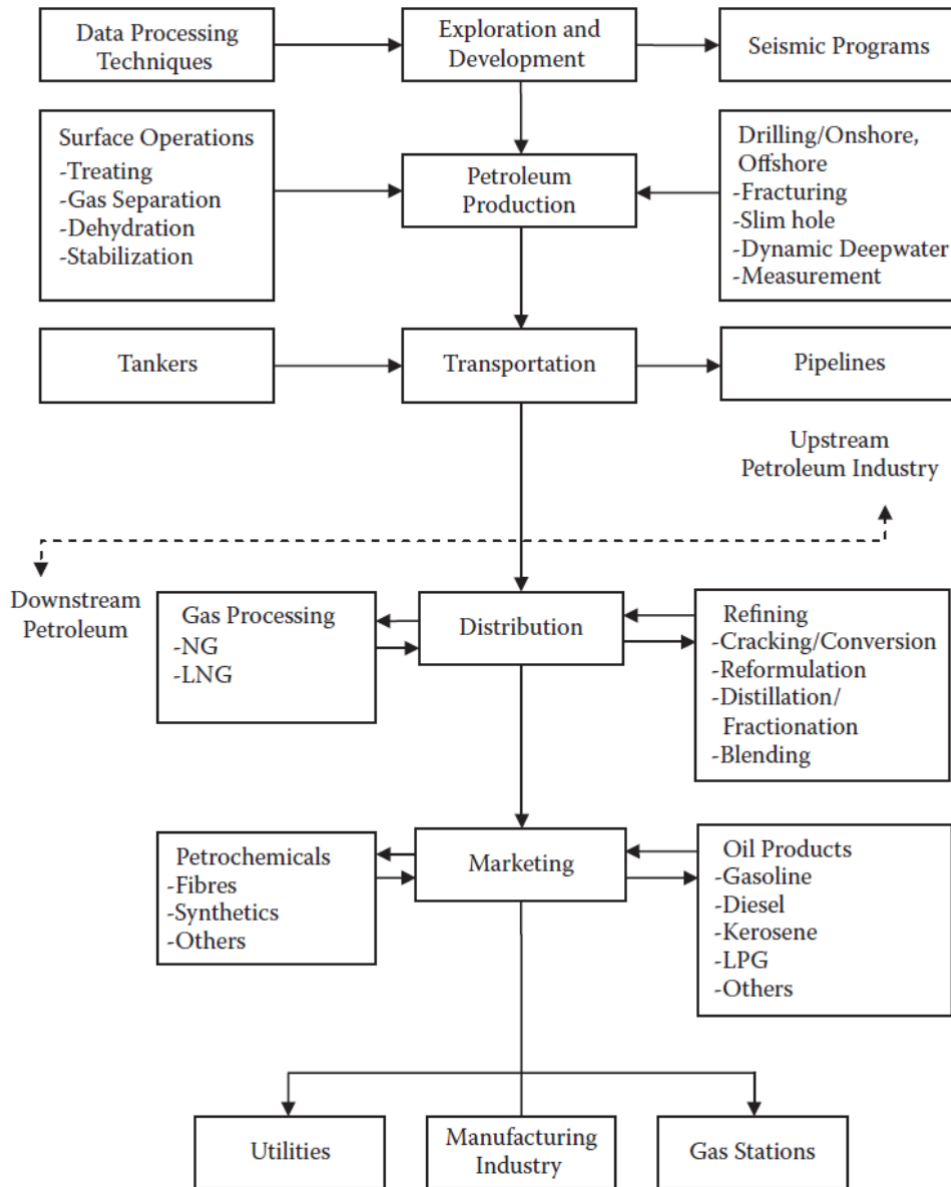 Data Processing
Techniques
Exploration and
Development
Seismic Programs
Surface Operations
-Treating
-Gas Separation
-Dehydration
-Stabilization
Petroleum
Production
Drilling/Onshore,
Offshore
-Fracturing
-Slim hole
-Dynamic Deepwater
-Measurement
Tankers
Transportation
Pipelines
Upstream
Petroleum Industry
Downstream
Petroleum
Gas Processing
-NG
-LNG
Distribution
Refining
-Cracking/Conversion
-Reformulation
-Distillation/
Fractionation
-Blending
Petrochemicals
-Fibres
-Synthetics
-Others
Marketing
Oil Products
-Gasoline
-Diesel
-Kerosene
-LPG
-Others
Utilities
Manufacturing
Industry
Gas Stations